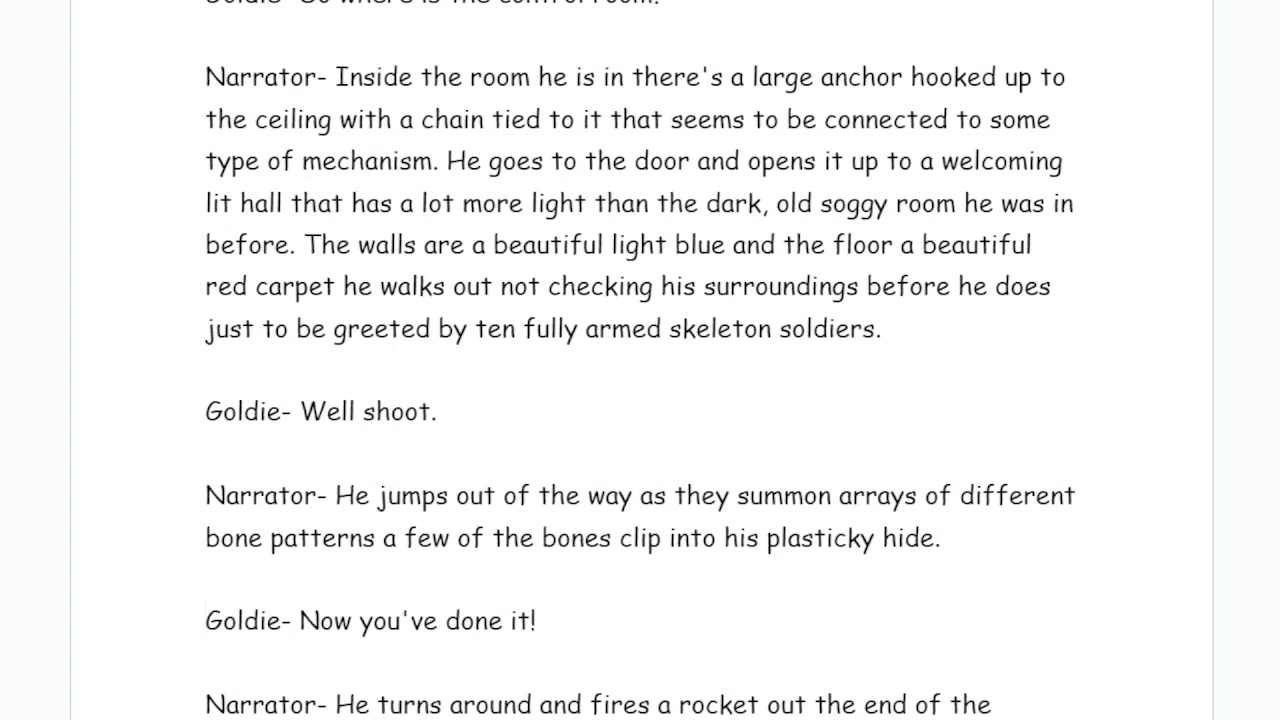 Goldie- So where is the control room?
Narrator- Inside the room he is in there's a large anchor hooked up to
the ceiling with a chain tied to it that seems to be connected to some
type of mechanism. He goes to the door and opens it up to a welcoming
lit hall that has a lot more light than the dark, old soggy room he was in
before. The walls are a beautiful light blue and the floor a beautiful
red carpet he walks out not checking his surroundings before he does
just to be greeted by ten fully armed skeleton soldiers.
Goldie- Well shoot.
Narrator- He jumps out of the way as they summon arrays of different
bone patterns a few of the bones clip into his plasticky hide.
Goldie- Now you've done it!
Narrator- He turns around and fires a rocket out the end of the